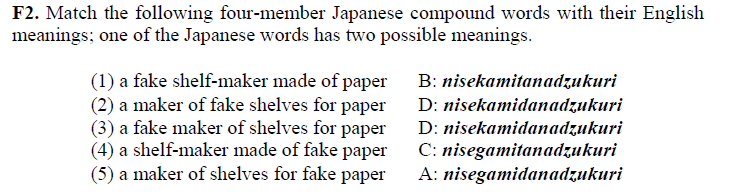 F2. Match the following four-member Japanese compound words with their English
meanings; one of the Japanese words has two possible meanings.
(1) a fake shelf-maker made of paper B: nisekamitanadzukuri
(2) a maker of fake shelves for paper D: nisekamidanadzukuri
(3) a fake maker of shelves for paper D: nisekamidanadzukuri
(4) a shelf-maker made of fake paper C: nisegamitanadzukuri
(5) a maker of shelves for fake paper A: nisegamidanadzukuri